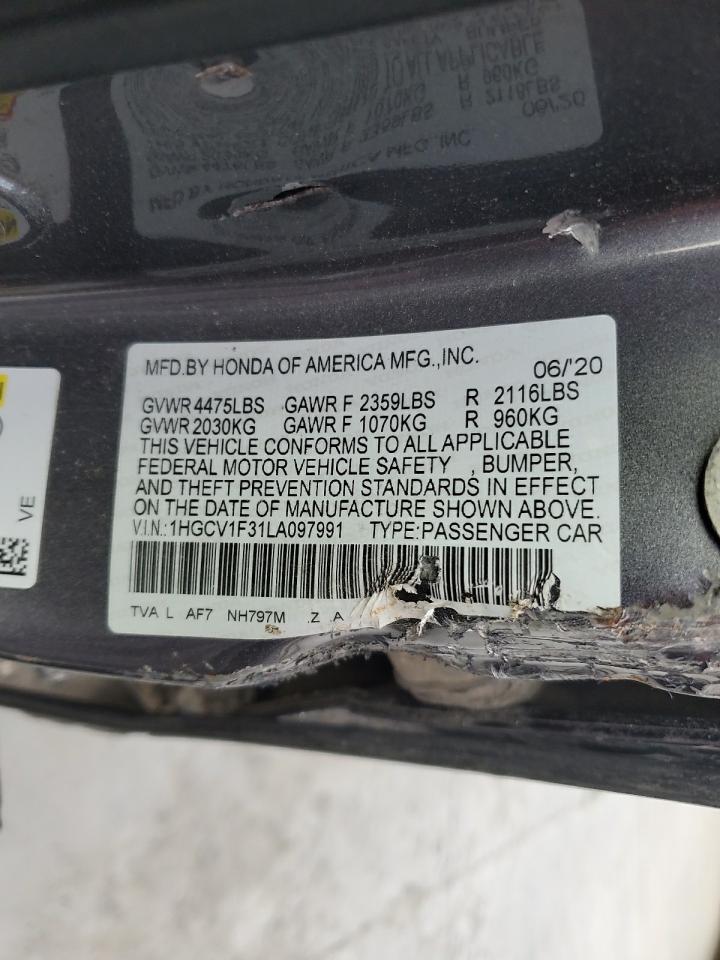 MFD.BY HONDA OF AMERICA MFG.,INC. 06/'20
GVWR 4475LBS GAWR F 2359LBS R 2116LBS
GVWR 2030KG GAWR F 1070KG R 960KG
THIS VEHICLE CONFORMS TO ALL APPLICABLE
FEDERAL MOTOR VEHICLE SAFETY , BUMPER,
AND THEFT PREVENTION STANDARDS IN EFFECT
ON THE DATE OF MANUFACTURE SHOWN ABOVE.
V.I.N.:1HGCV1F31LA097991 TYPE:PASSENGER CAR
TVA L AF7 NH797M .Z .A
VE